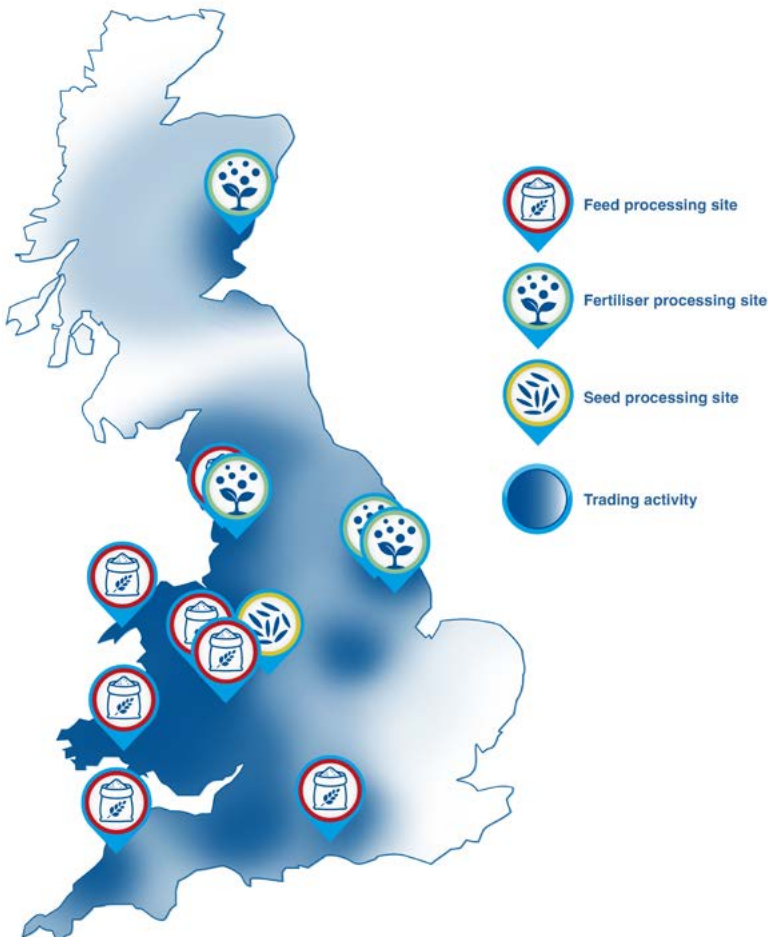 Feed processing site
Fertiliser processing site
Seed processing site
Trading activity